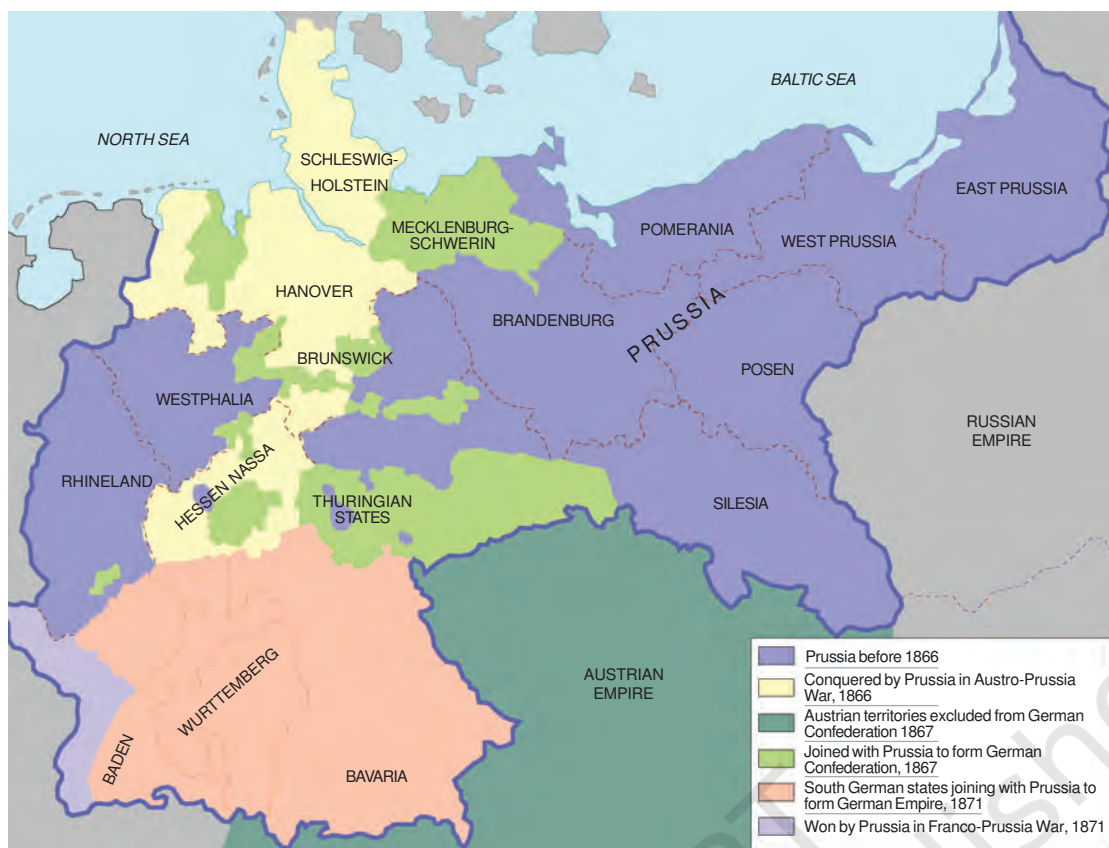 BALTIC SEA
NORTH SEA
SCHLESWIG-
HOLSTEIN
EAST PRUSSIA
MECKLENBURG-
SCHWERIN
POMERANIA
WEST PRUSSIA
HANOVER
BRANDENBURG
PRUSSIA
BRUNSWICK
POSEN
WESTPHALIA
RUSSIAN
EMPIRE
RHINELAND
HESSEN NASSA
THURINGIAN
STATES
SILESIA
AUSTRIAN
EMPIRE
WURTTEMBERG
BADEN
BAVARIA
Prussia before 1866
Conquered by Prussia in Austro-Prussia
War, 1866
Austrian territories excluded from German
Confederation 1867
Joined with Prussia to form German
Confederation, 1867
South German states joining with Prussia to
form German Empire, 1871
Won by Prussia in Franco-Prussia War, 1871